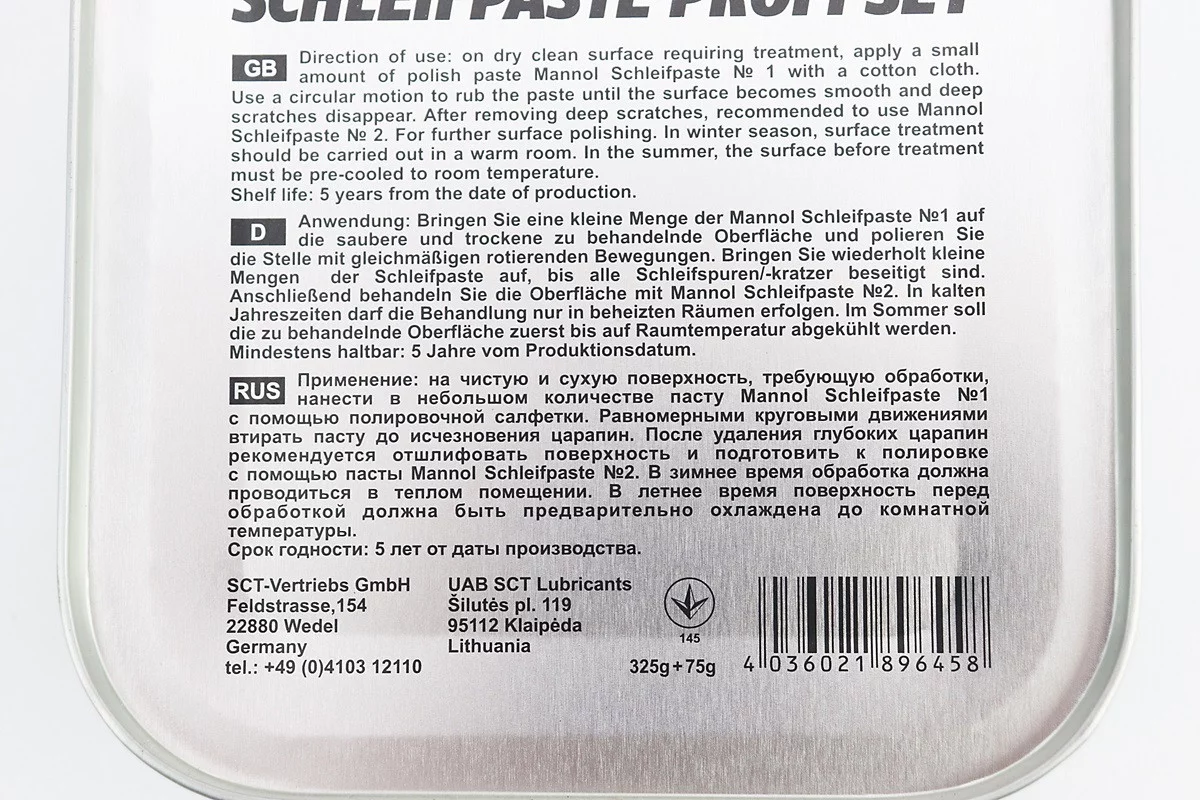 SCHLEIFPASTE PROFI SET
GB Direction of use: on dry clean surface requiring treatment, apply a small
amount of polish paste Mannol Schleifpaste № 1 with a cotton cloth.
Use a circular motion to rub the paste until the surface becomes smooth and deep
scratches disappear. After removing deep scratches, recommended to use Mannol
Schleifpaste № 2. For further surface polishing. In winter season, surface treatment
should be carried out in a warm room. In the summer, the surface before treatment
must be pre-cooled to room temperature.
Shelf life: 5 years from the date of production.
D Anwendung: Bringen Sie eine kleine Menge der Mannol Schleifpaste №1 auf
die saubere und trockene zu behandelnde Oberfläche und polieren Sie
die Stelle mit gleichmäßigen rotierenden Bewegungen. Bringen Sie wiederholt kleine
Mengen der Schleifpaste auf, bis alle Schleifspuren/-kratzer beseitigt sind.
Anschließend behandeln Sie die Oberfläche mit Mannol Schleifpaste №2. In kalten
Jahreszeiten darf die Behandlung nur in beheizten Räumen erfolgen. Im Sommer soll
die zu behandelnde Oberfläche zuerst bis auf Raumtemperatur abgekühlt werden.
Mindestens haltbar: 5 Jahre vom Produktionsdatum.
RUS Применение: на чистую и сухую поверхность, требующую обработки,
нанести в небольшом количестве пасту Mannol Schleifpaste №1
с помощью полировочной салфетки. Равномерными круговыми движениями
втирать пасту до исчезновения царапин. После удаления глубоких царапин
рекомендуется отшлифовать поверхность и подготовить к полировке
с помощью пасты Mannol Schleifpaste №2. В зимнее время обработка должна
проводиться в теплом помещении. В летнее время поверхность перед
обработкой должна быть предварительно охлаждена до комнатной
температуры.
Срок годности: 5 лет от даты производства.
SCT-Vertriebs GmbH
Feldstrasse,154
22880 Wedel
Germany
tel.: +49 (0)4103 12110
UAB SCT Lubricants
Šilutės pl. 119
95112 Klaipėda
Lithuania
145
325g+75g
4 036021 896458